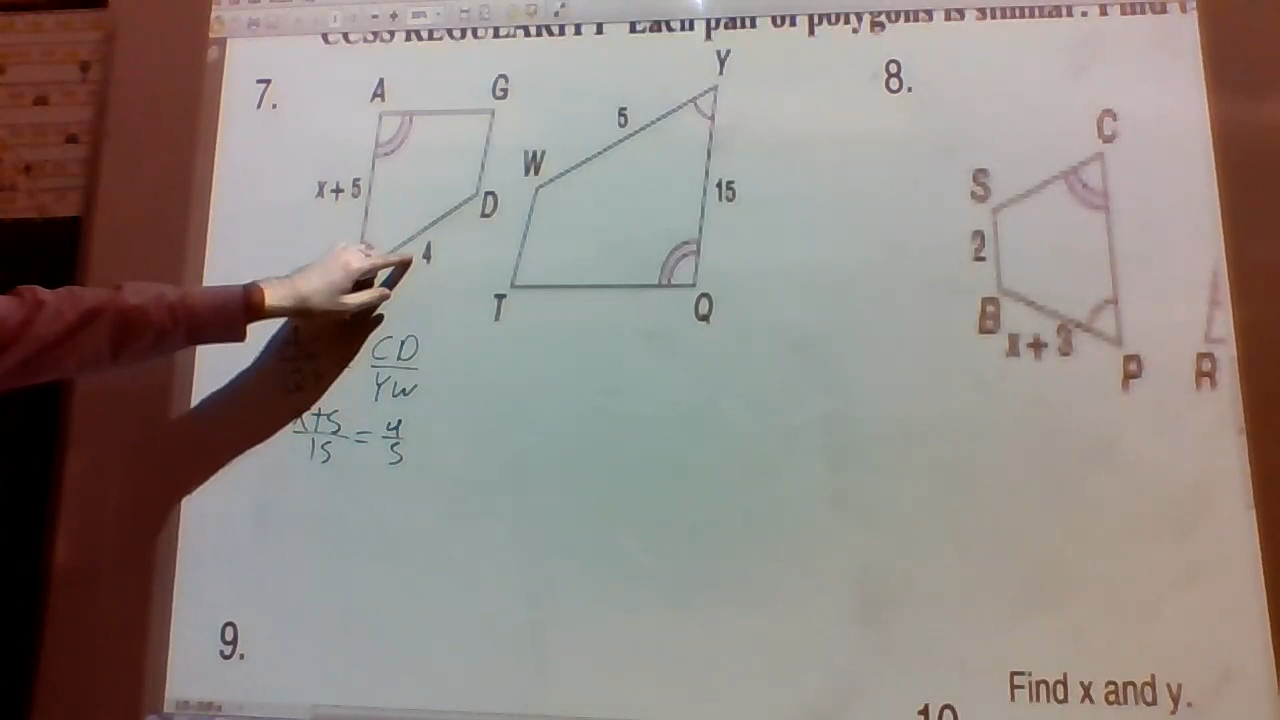 CCSS REGULARITY Each pair of polygons is similar. Find
7.
A
G
x + 5
D
4
W
5
Y
15
T
Q
CD
YW
x+5 = 4
15 5
8.
S
C
2
B
x + 3
P
R
9.
10
Find x and y.